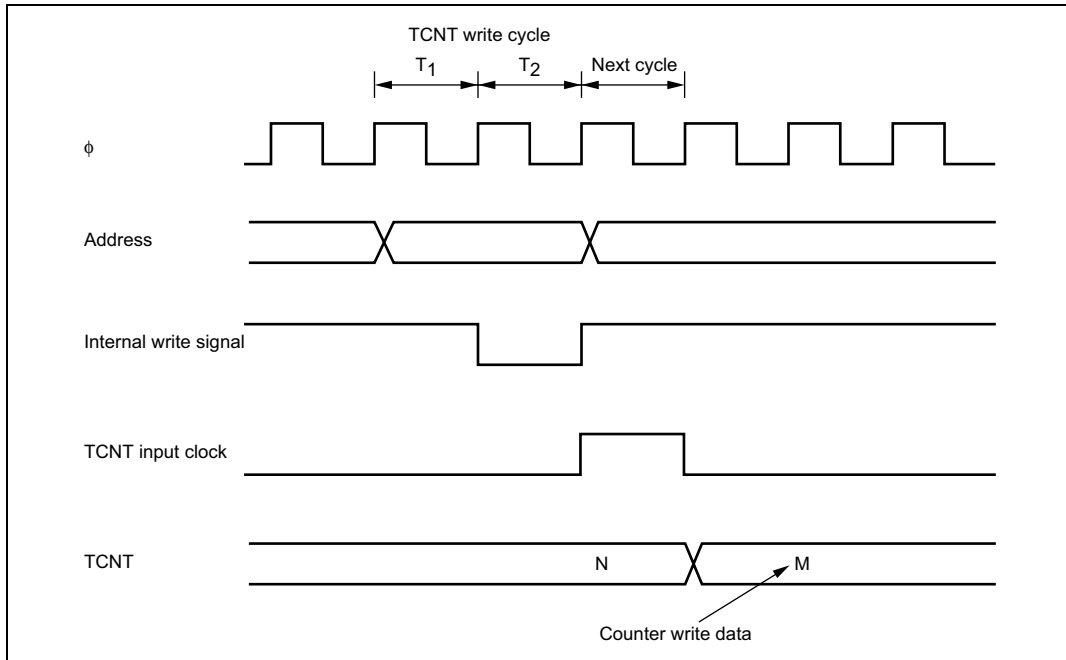 TCNT write cycle
T1 T2 Next cycle
ϕ
Address
Internal write signal
TCNT input clock
TCNT N M
Counter write data